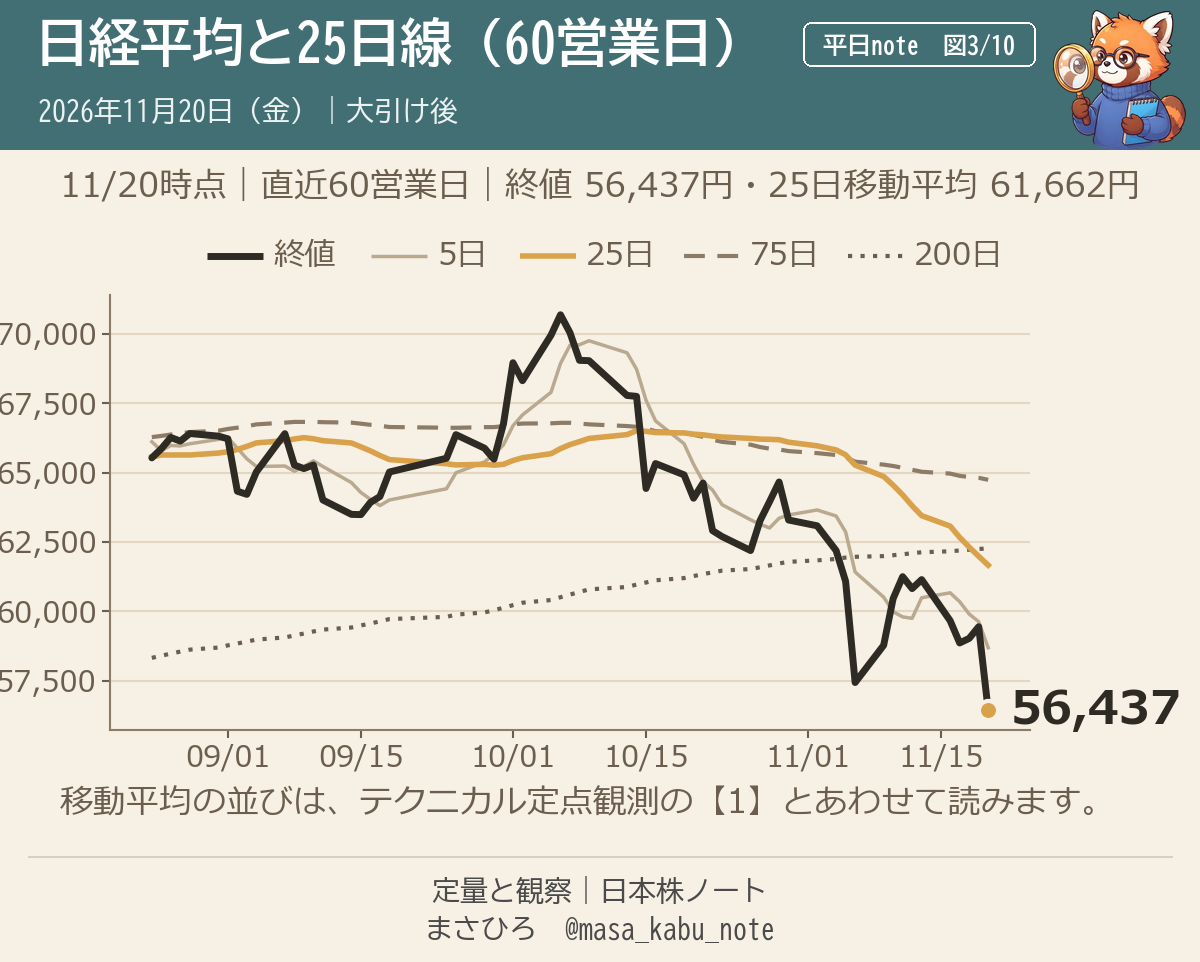 日経平均と25日線（60営業日）
平日note　図3/10
2026年11月20日（金）｜大引け後
11/20時点｜直近60営業日｜終値 56,437円・25日移動平均 61,662円
終値 5日 25日 75日 200日
70,000
67,500
65,000
62,500
60,000
57,500
56,437
09/01 09/15 10/01 10/15 11/01 11/15
移動平均の並びは、テクニカル定点観測の【1】とあわせて読みます。
定量と観察｜日本株ノート
まさひろ　@masa_kabu_note